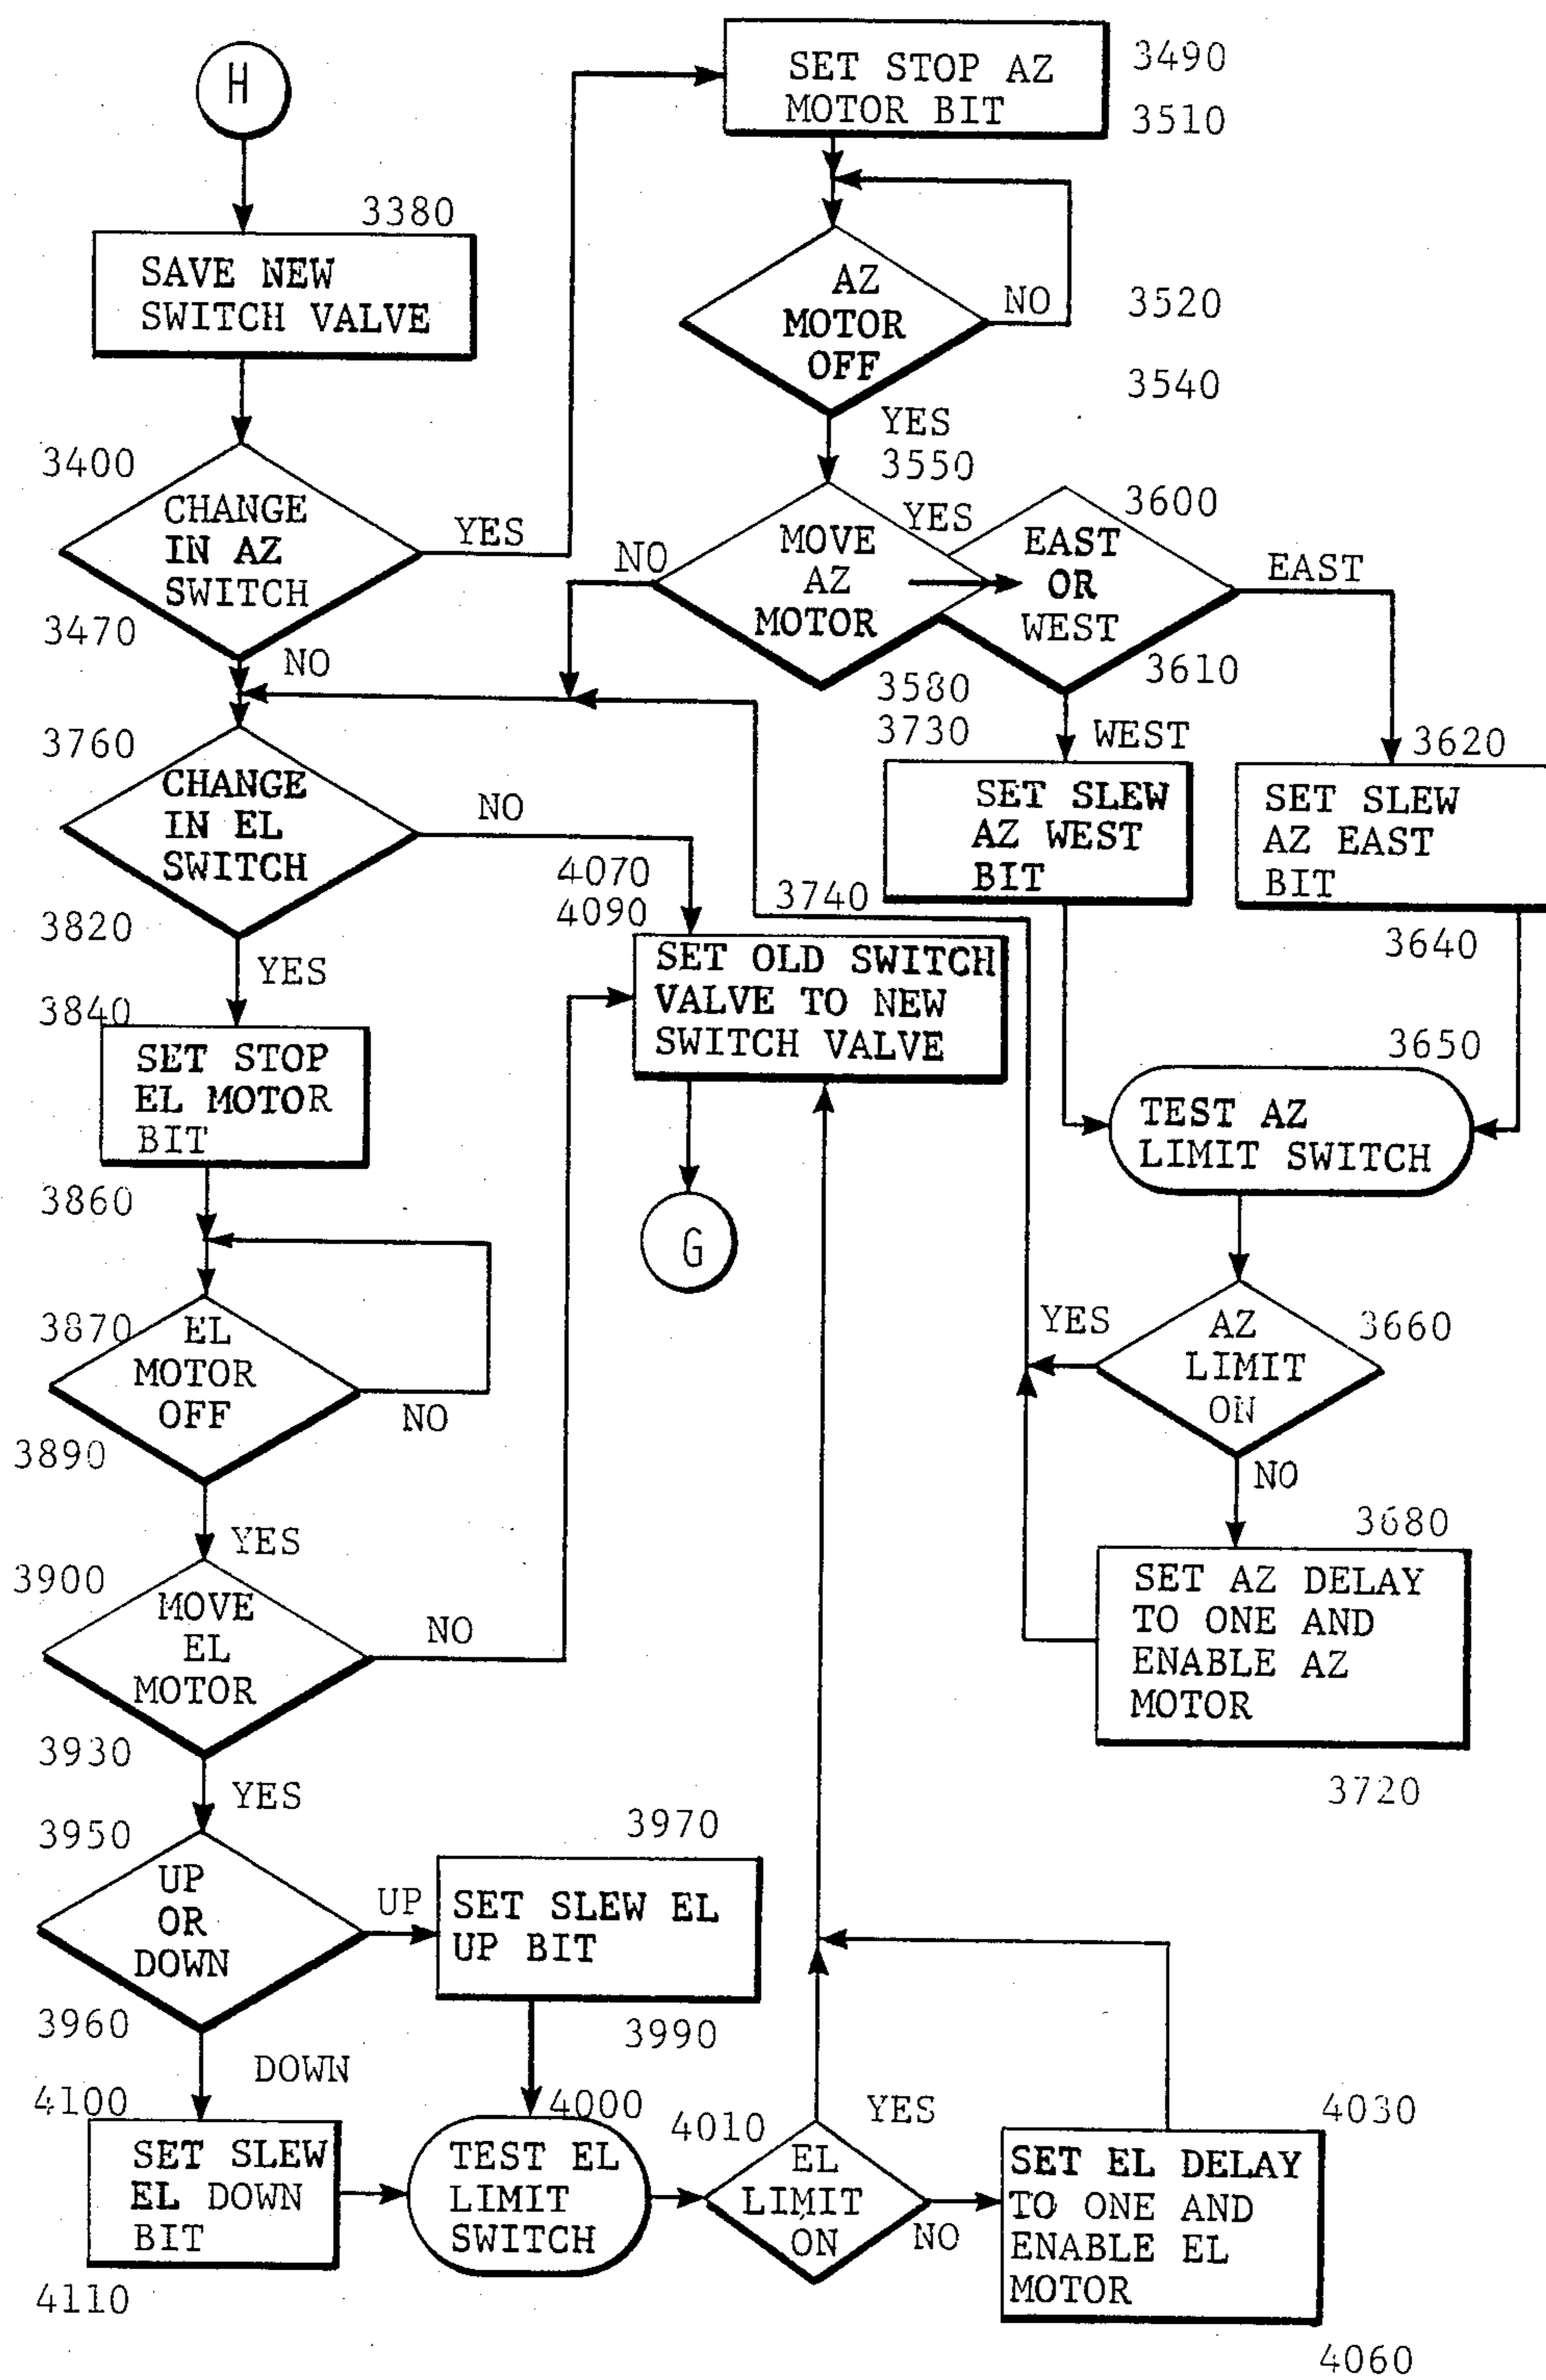 H
3380
SAVE NEW
SWITCH VALVE
3400
CHANGE
IN AZ
SWITCH
YES
3470
NO
3760
CHANGE
IN EL
SWITCH
NO
3820
YES
3840
SET STOP
EL MOTOR
BIT
3860
3870
EL
MOTOR
OFF
NO
3890
YES
3900
MOVE
EL
MOTOR
NO
3930
YES
3950
UP
OR
DOWN
UP
3960
DOWN
4100
SET SLEW
EL DOWN
BIT
4110
3970
SET SLEW EL
UP BIT
3990
4000
TEST EL
LIMIT
SWITCH
4010
EL
LIMIT
ON
YES
NO
4030
SET EL DELAY
TO ONE AND
ENABLE EL
MOTOR
4060
4070
4090
SET OLD SWITCH
VALVE TO NEW
SWITCH VALVE
G
SET STOP AZ
MOTOR BIT
3490
3510
AZ
MOTOR
OFF
NO
3520
3540
YES
3550
MOVE
AZ
MOTOR
NO
YES
3580
3600
EAST
OR
WEST
EAST
3610
3730
WEST
SET SLEW
AZ WEST
BIT
3740
3620
SET SLEW
AZ EAST
BIT
3640
3650
TEST AZ
LIMIT SWITCH
AZ
LIMIT
ON
YES
3660
NO
3680
SET AZ DELAY
TO ONE AND
ENABLE AZ
MOTOR
3720